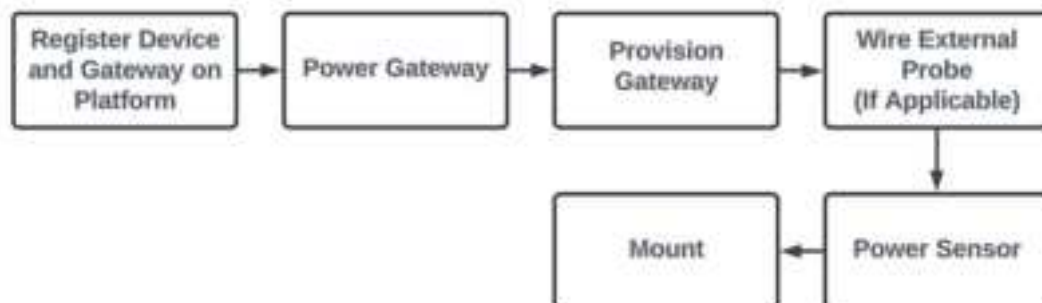 Register Device
and Gateway on
Platform
Power Gateway
Provision
Gateway
Wire External
Probe
(If Applicable)
Power Sensor
Mount